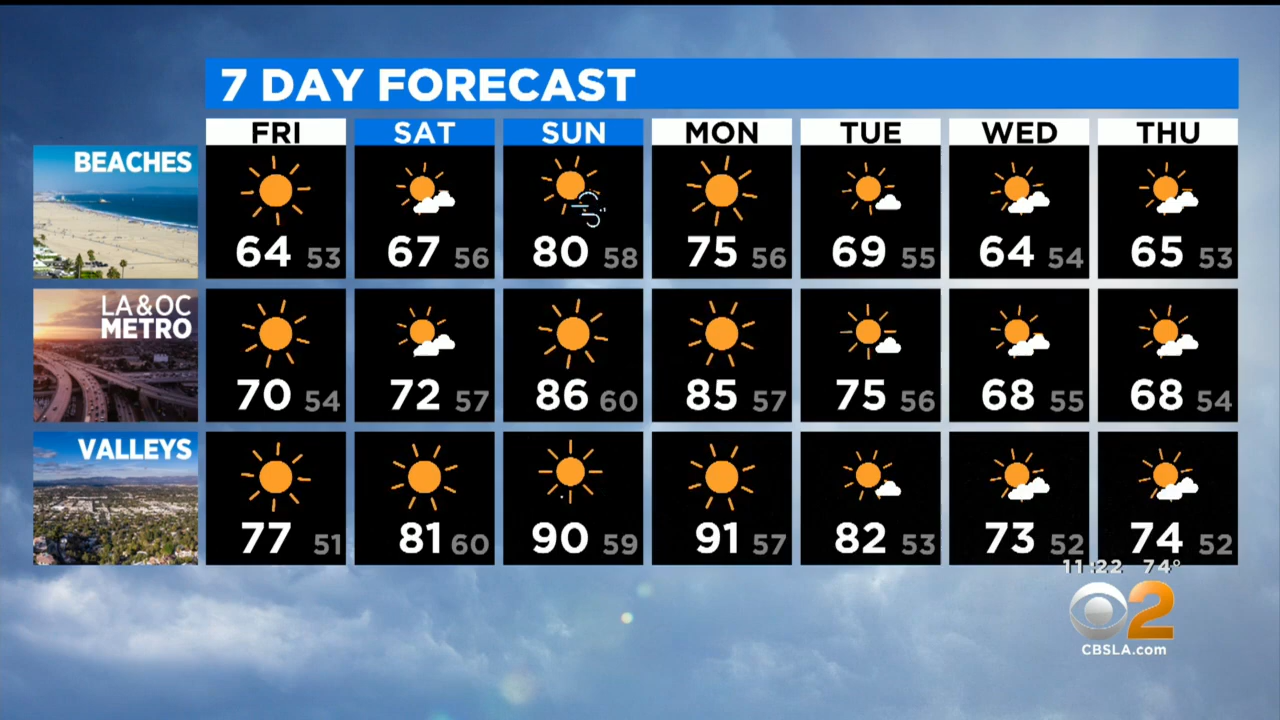 7 DAY FORECAST
FRI SAT SUN MON TUE WED THU
BEACHES
64 53 67 56 80 58 75 56 69 55 64 54 65 53
LA & OC
METRO
70 54 72 57 86 60 85 57 75 56 68 55 68 54
VALLEYS
77 51 81 60 90 59 91 57 82 53 73 52 74 52
11:22 74°
2
CBSLA.com